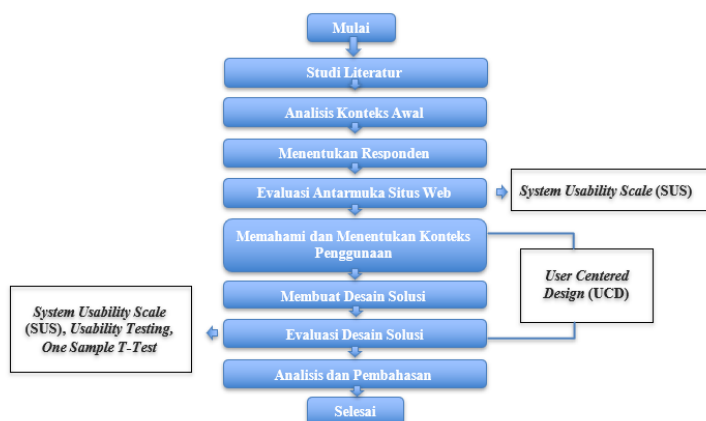 Mulai
Studi Literatur
Analisis Konteks Awal
Menentukan Responden
Evaluasi Antarmuka Situs Web
System Usability Scale (SUS)
Memahami dan Menentukan Konteks
Penggunaan
User Centered
Design (UCD)
Membuat Desain Solusi
System Usability Scale
(SUS), Usability Testing,
One Sample T-Test
Evaluasi Desain Solusi
Analisis dan Pembahasan
Selesai